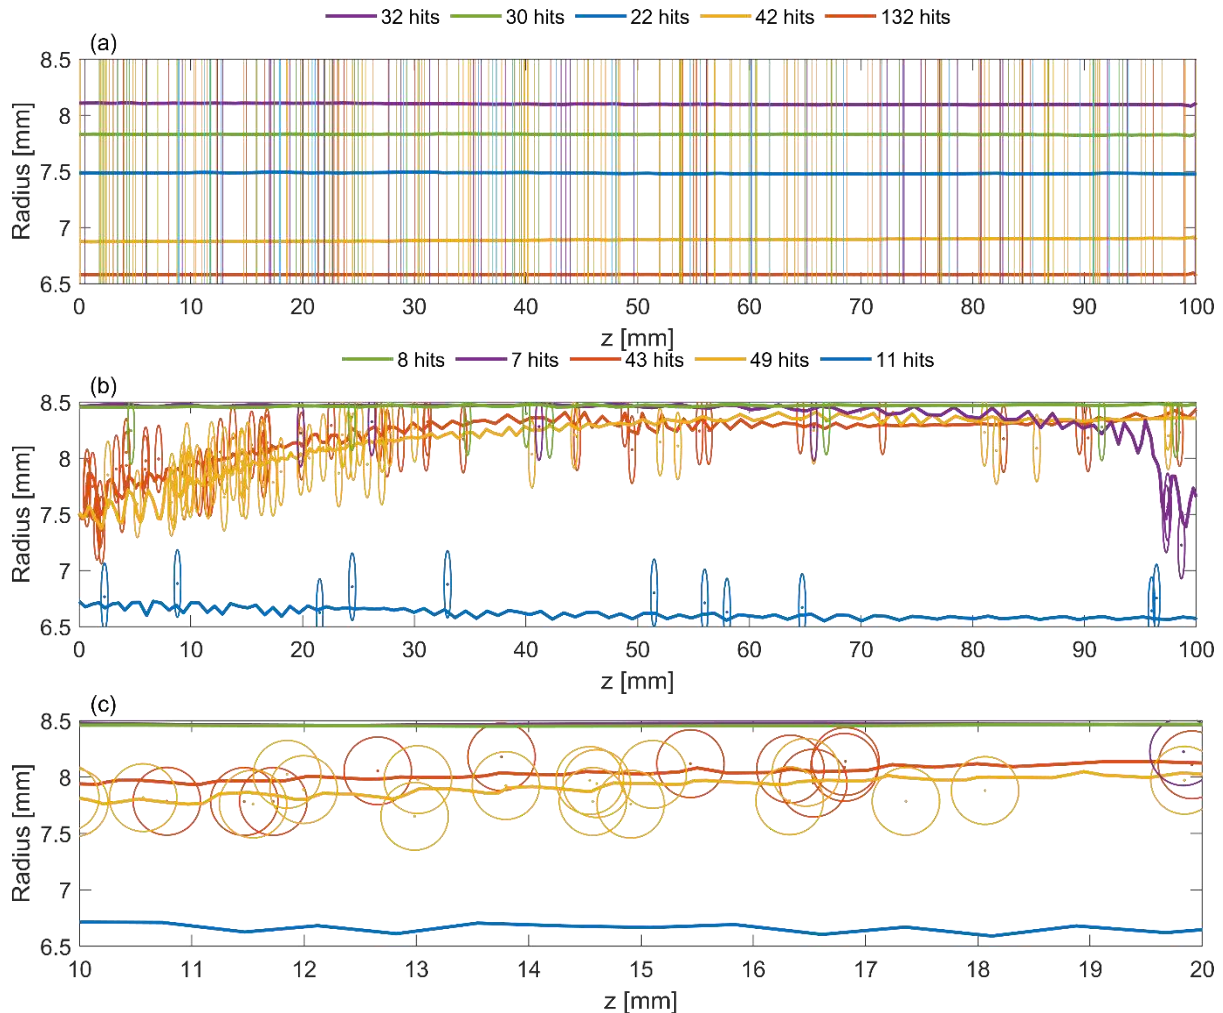 32 hits 30 hits 22 hits 42 hits 132 hits
(a)
8.5
8
7.5
7
6.5
Radius [mm]
0 10 20 30 40 50 60 70 80 90 100
z [mm]
8 hits 7 hits 43 hits 49 hits 11 hits
(b)
8.5
8
7.5
7
6.5
Radius [mm]
0 10 20 30 40 50 60 70 80 90 100
z [mm]
(c)
8.5
8
7.5
7
6.5
Radius [mm]
10 11 12 13 14 15 16 17 18 19 20
z [mm]